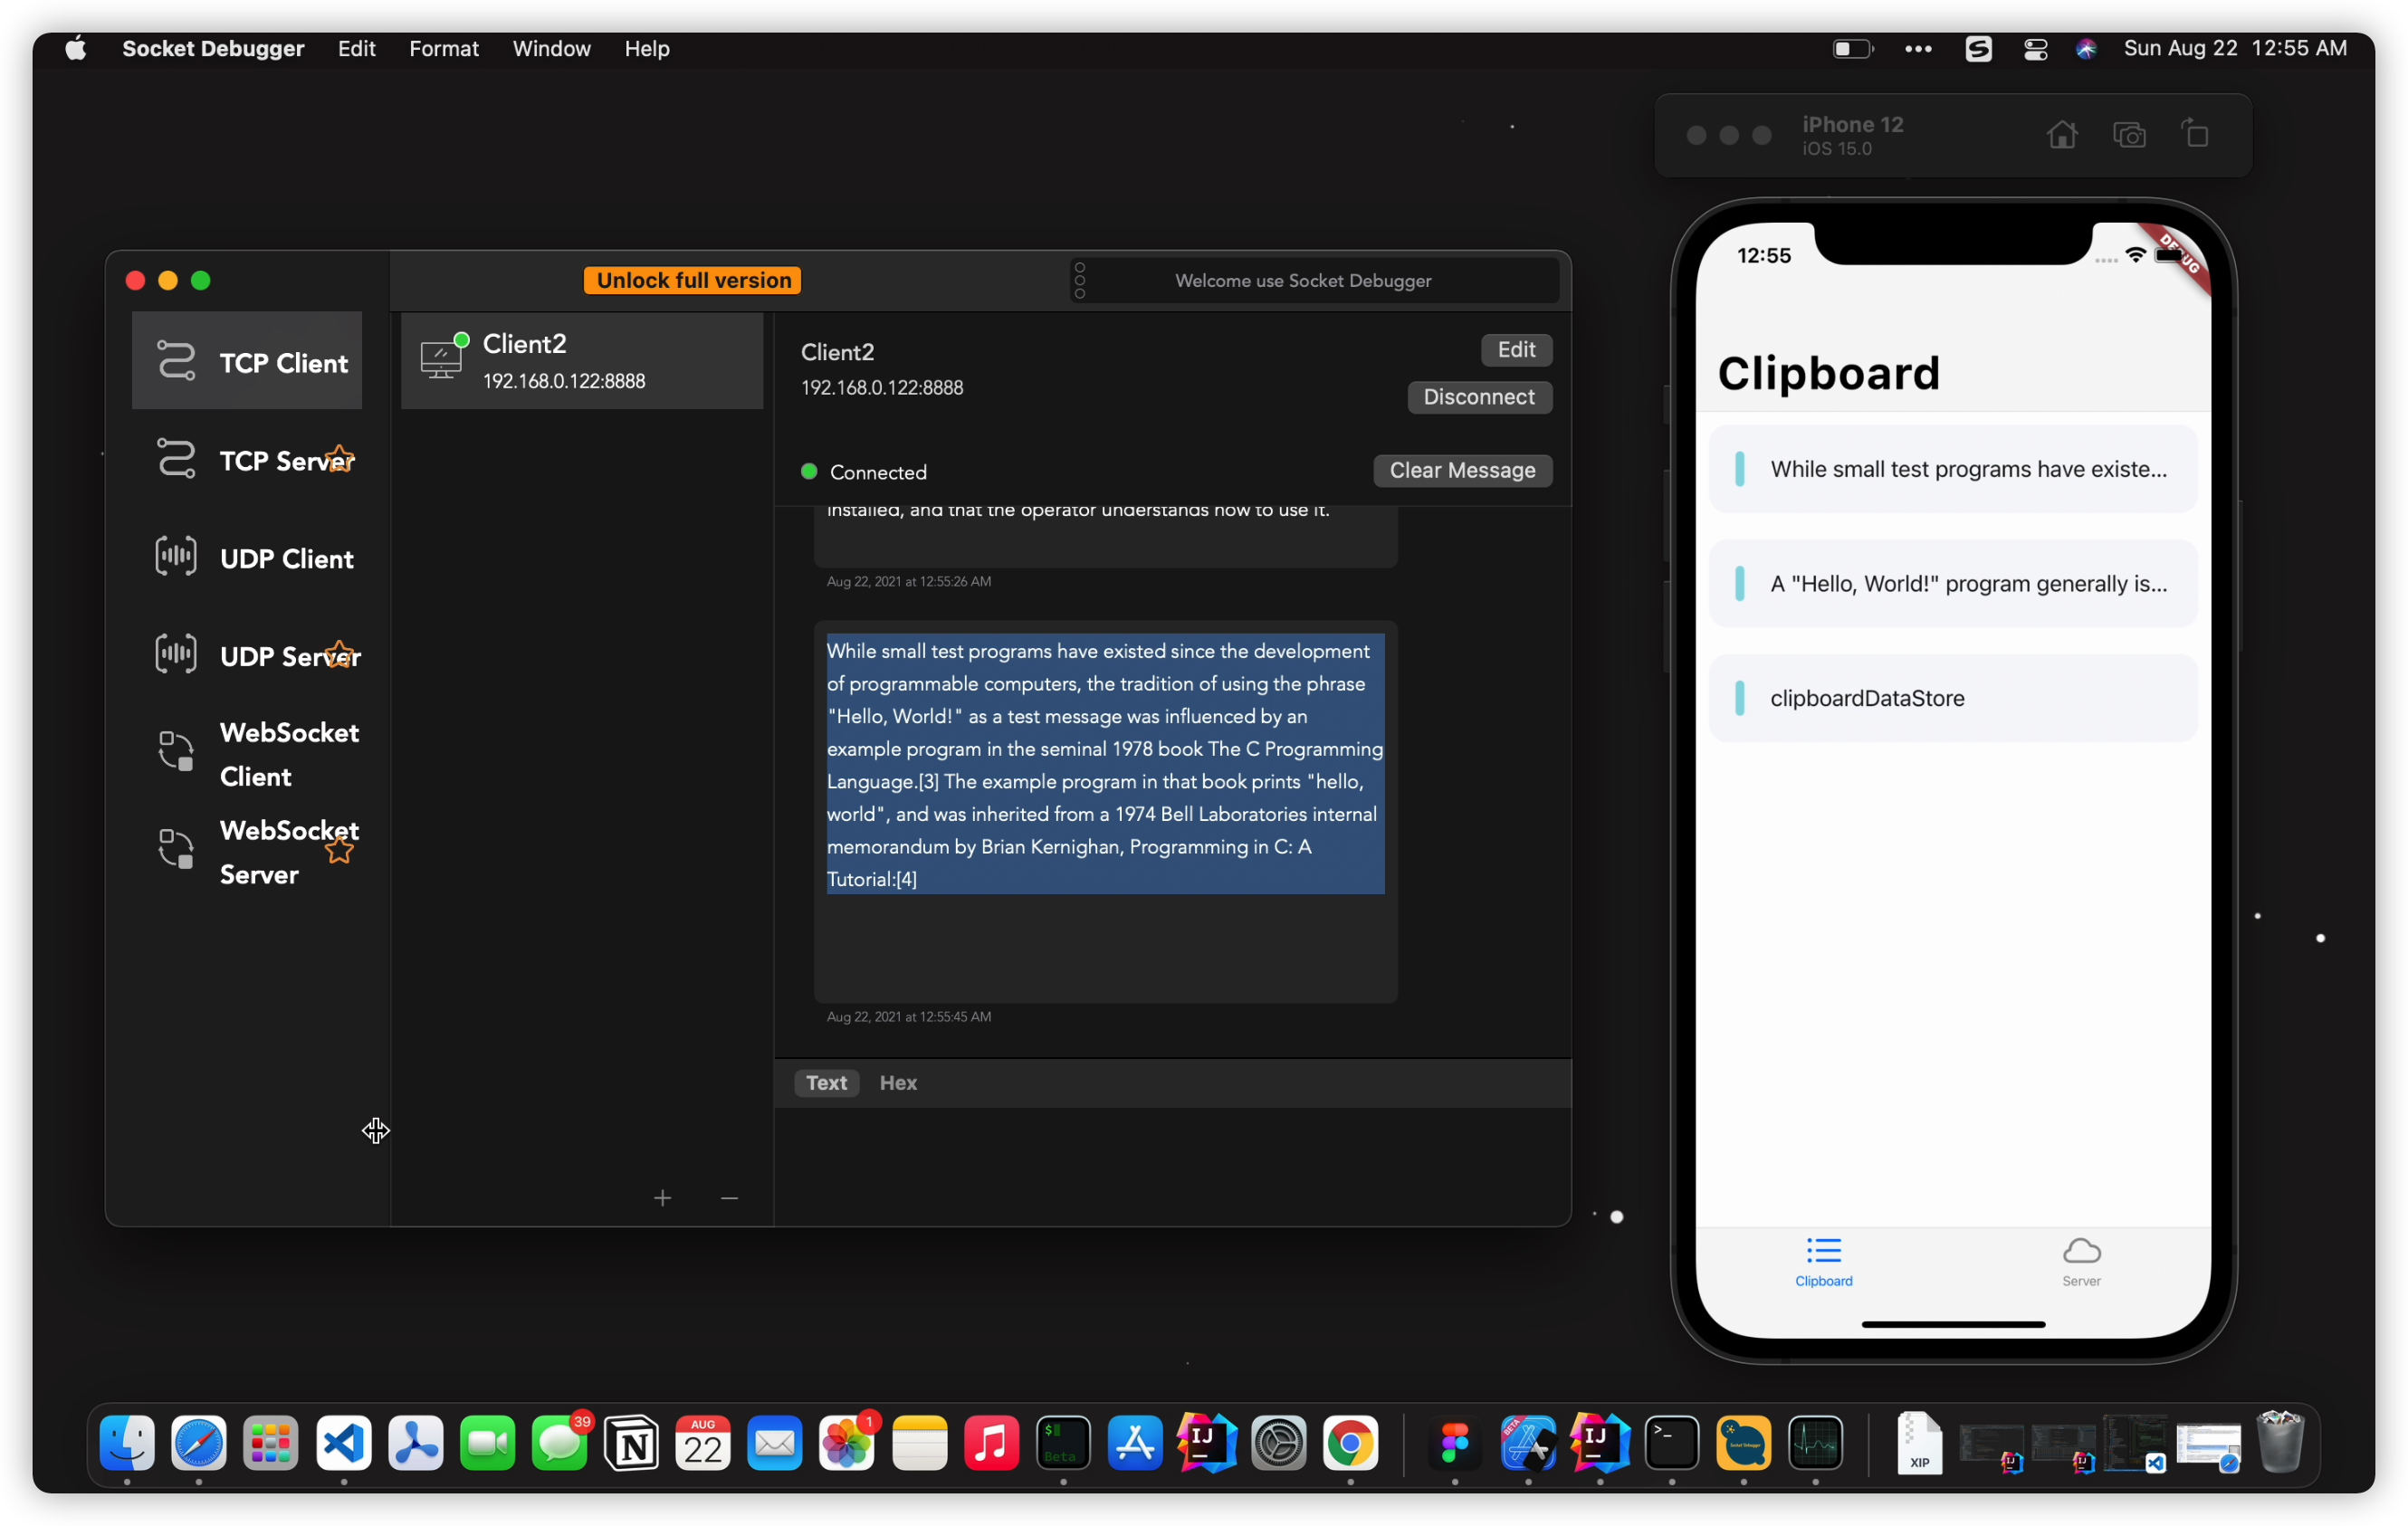 Socket Debugger Edit Format Window Help
Sun Aug 22 12:55 AM
iPhone 12
iOS 15.0
Unlock full version
Welcome use Socket Debugger
TCP Client
TCP Server
UDP Client
UDP Server
WebSocket
Client
WebSocket
Server
Client2
192.168.0.122:8888
Client2
192.168.0.122:8888
Edit
Disconnect
Connected
Clear Message
installed, and that the operator understands how to use it.
Aug 22, 2021 at 12:55:26 AM
While small test programs have existed since the development
of programmable computers, the tradition of using the phrase
"Hello, World!" as a test message was influenced by an
example program in the seminal 1978 book The C Programming
Language.[3] The example program in that book prints "hello,
world", and was inherited from a 1974 Bell Laboratories internal
memorandum by Brian Kernighan, Programming in C: A
Tutorial:[4]
Aug 22, 2021 at 12:55:45 AM
Text Hex
12:55
DEBUG
Clipboard
While small test programs have existe...
A "Hello, World!" program generally is...
clipboardDataStore
Clipboard
Server
39
AUG
22
1
$
Beta
IJ
BETA
IJ
>_
XIP